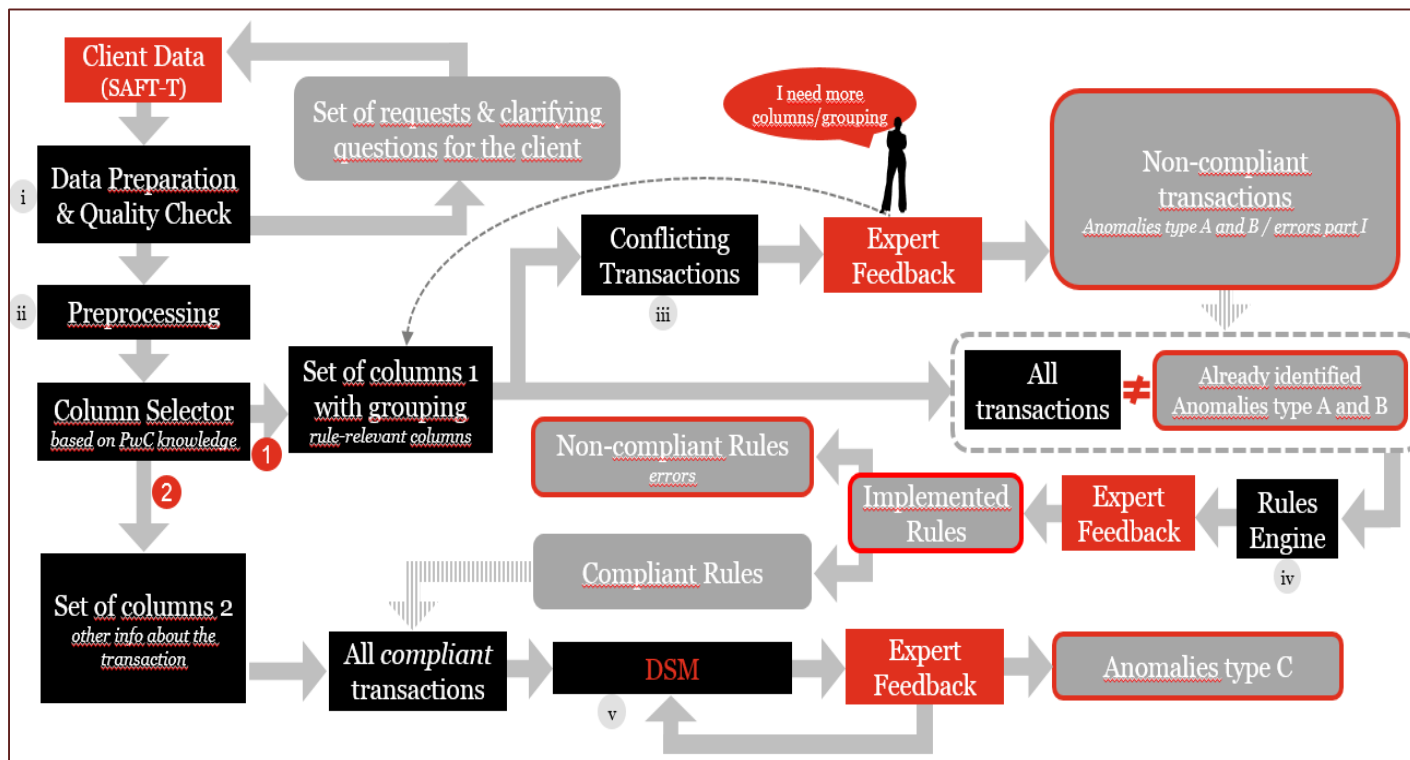 Client Data
(SAFT-T)
Set of requests & clarifying
questions for the client
I need more
columns/grouping
Non-compliant
transactions
Anomalies type A and B / errors part I
i
Data Preparation
& Quality Check
Conflicting
Transactions
iii
Expert
Feedback
ii
Preprocessing
Set of columns 1
with grouping
rule-relevant columns
All
transactions
≠
Already identified
Anomalies type A and B
Column Selector
based on PwC knowledge
1
2
Non-compliant Rules
errors
Implemented
Rules
Expert
Feedback
Rules
Engine
iv
Compliant Rules
Set of columns 2
other info about the
transaction
All compliant
transactions
DSM
v
Expert
Feedback
Anomalies type C